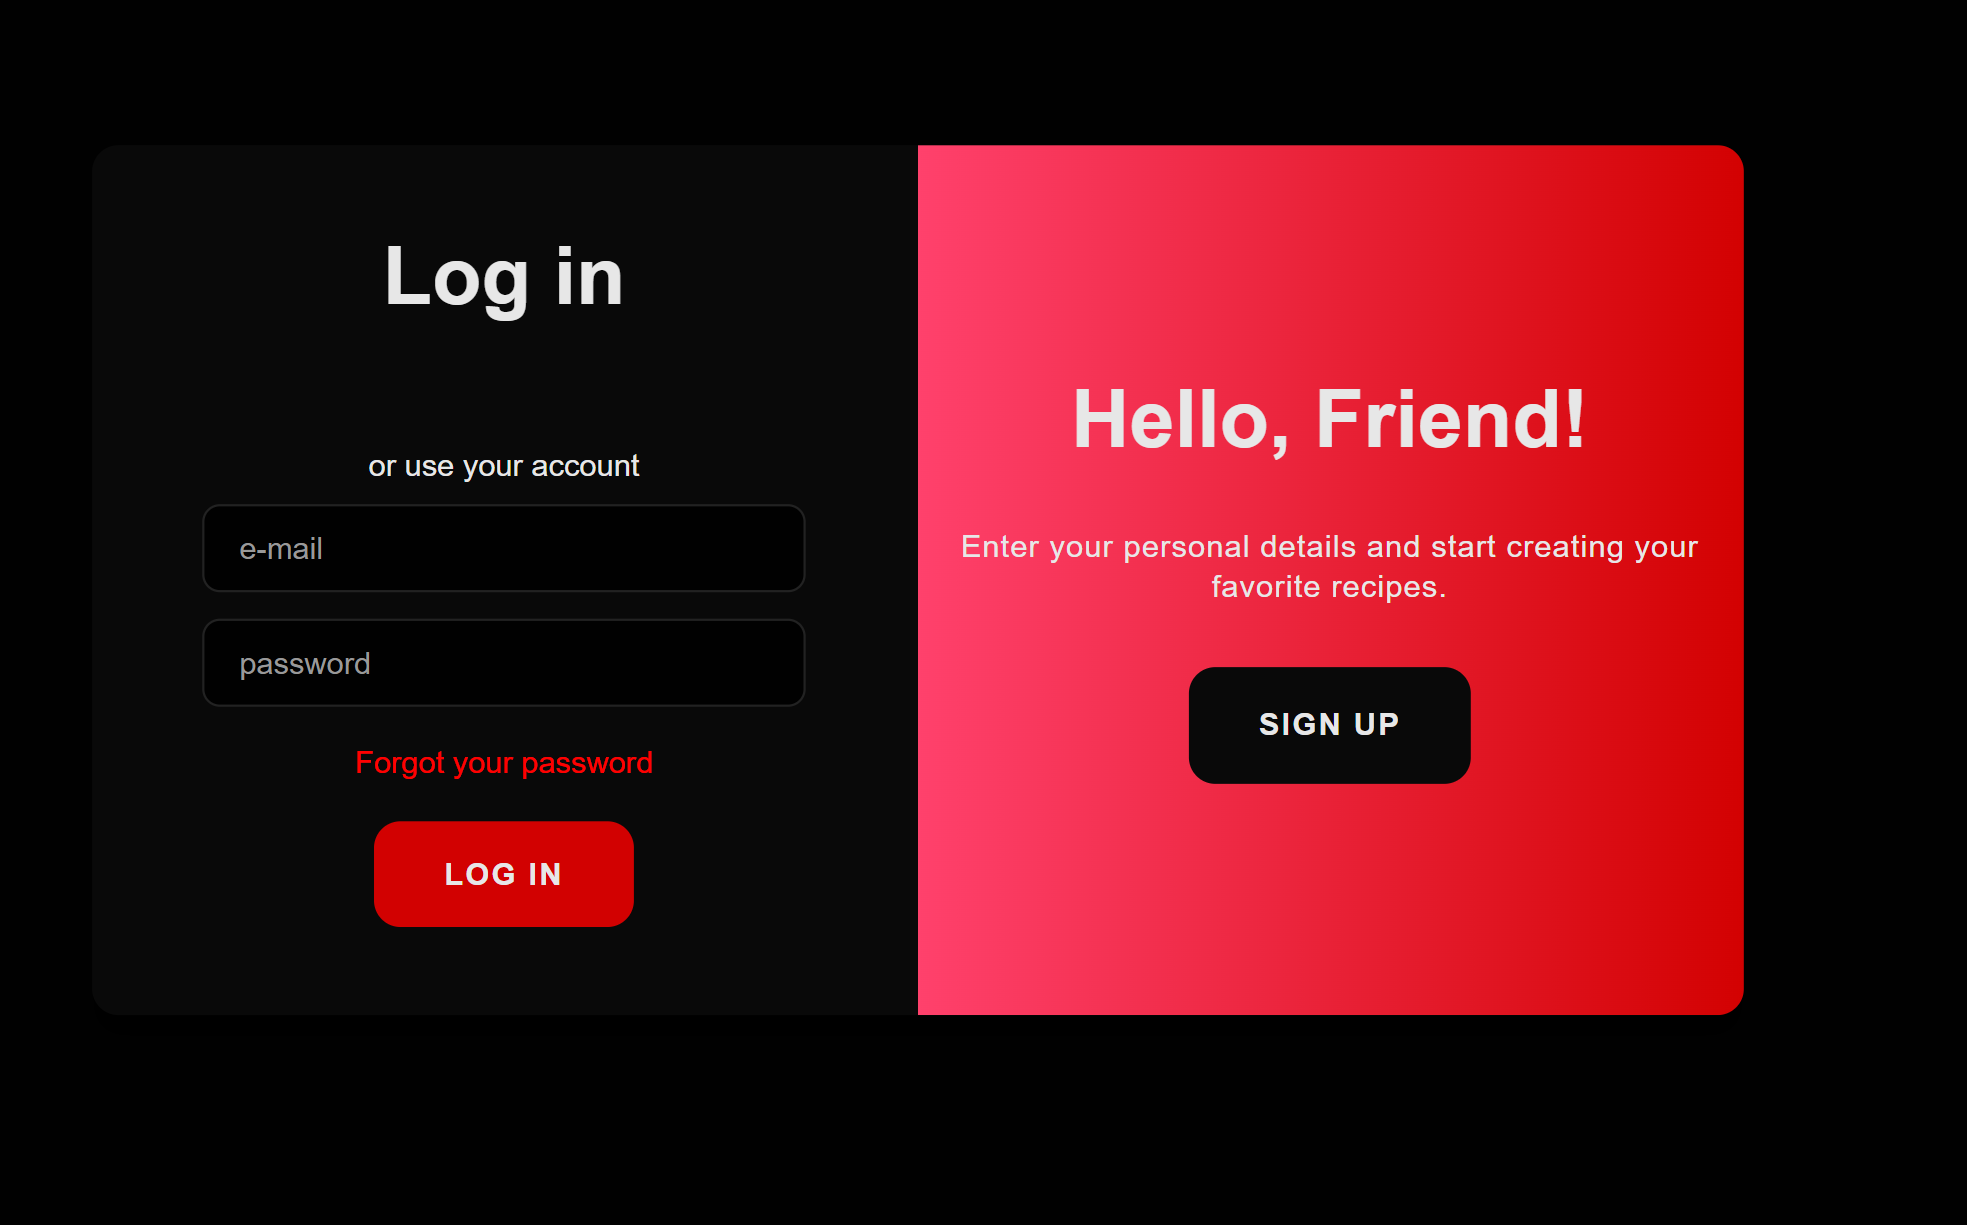 Log in
or use your account
e-mail
password
Forgot your password
LOG IN
Hello, Friend!
Enter your personal details and start creating your
favorite recipes.
SIGN UP